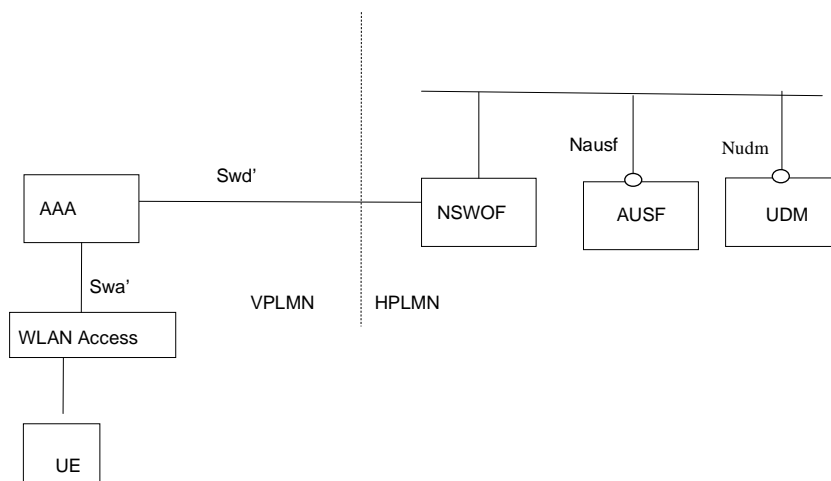 Nausf
Nudm
Swd'
AAA
NSWOF
AUSF
UDM
Swa'
VPLMN
HPLMN
WLAN Access
UE